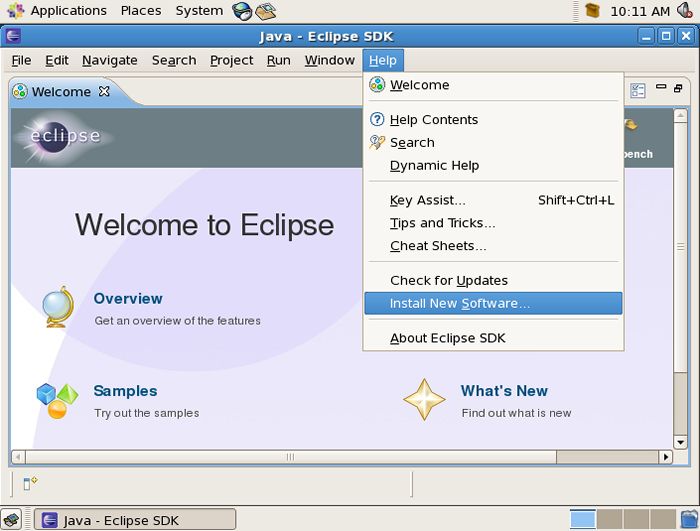 Applications Places System 10:11 AM
Java - Eclipse SDK
File Edit Navigate Search Project Run Window Help
Welcome
eclipse
Welcome
Help Contents
Search
Dynamic Help
Key Assist... Shift+Ctrl+L
Tips and Tricks...
Cheat Sheets...
Check for Updates
Install New Software...
About Eclipse SDK
bench
Welcome to Eclipse
Overview
Get an overview of the features
Samples
Try out the samples
What's New
Find out what is new
Java - Eclipse SDK